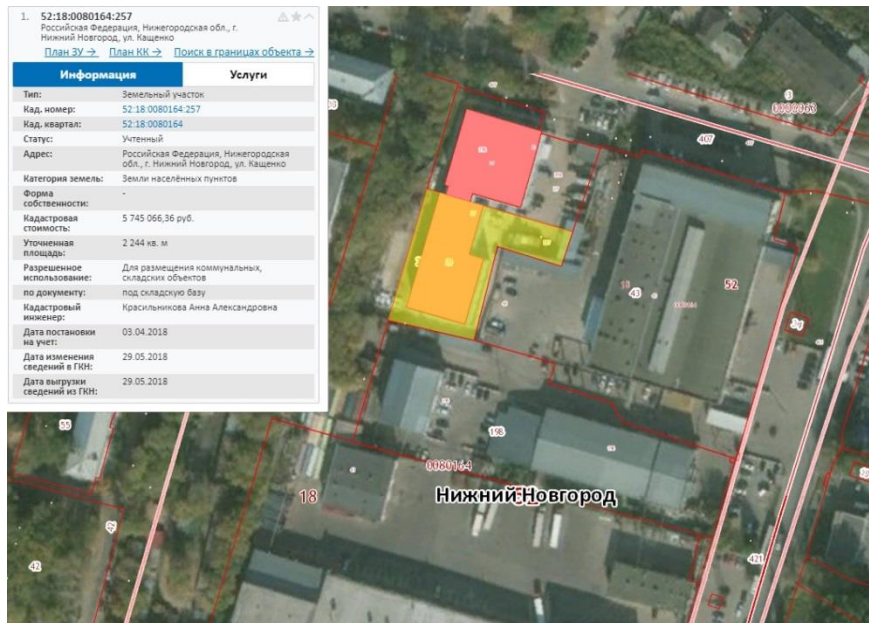 1. 52:18:0080164:257
Российская Федерация, Нижегородская обл., г.
Нижний Новгород, ул. Кащенко
План ЗУ → План КК → Поиск в границах объекта →
Информация Услуги
Тип: Земельный участок
Кад. номер: 52:18:0080164:257
Кад. квартал: 52:18:0080164
Статус: Учтенный
Адрес: Российская Федерация, Нижегородская
обл., г. Нижний Новгород, ул. Кащенко
Категория земель: Земли населённых пунктов
Форма
собственности: -
Кадастровая
стоимость: 5 745 066,36 руб.
Уточненная
площадь: 2 244 кв. м
Разрешенное
использование: Для размещения коммунальных,
складских объектов
по документу: под складскую базу
Кадастровый
инженер: Красильникова Анна Александровна
Дата постановки
на учет: 03.04.2018
Дата изменения
сведений в ГКН: 29.05.2018
Дата выгрузки
сведений из ГКН: 29.05.2018
3
0080063
407
52
43
34
55
198
0080164
18
Нижний Новгород
42
42
421